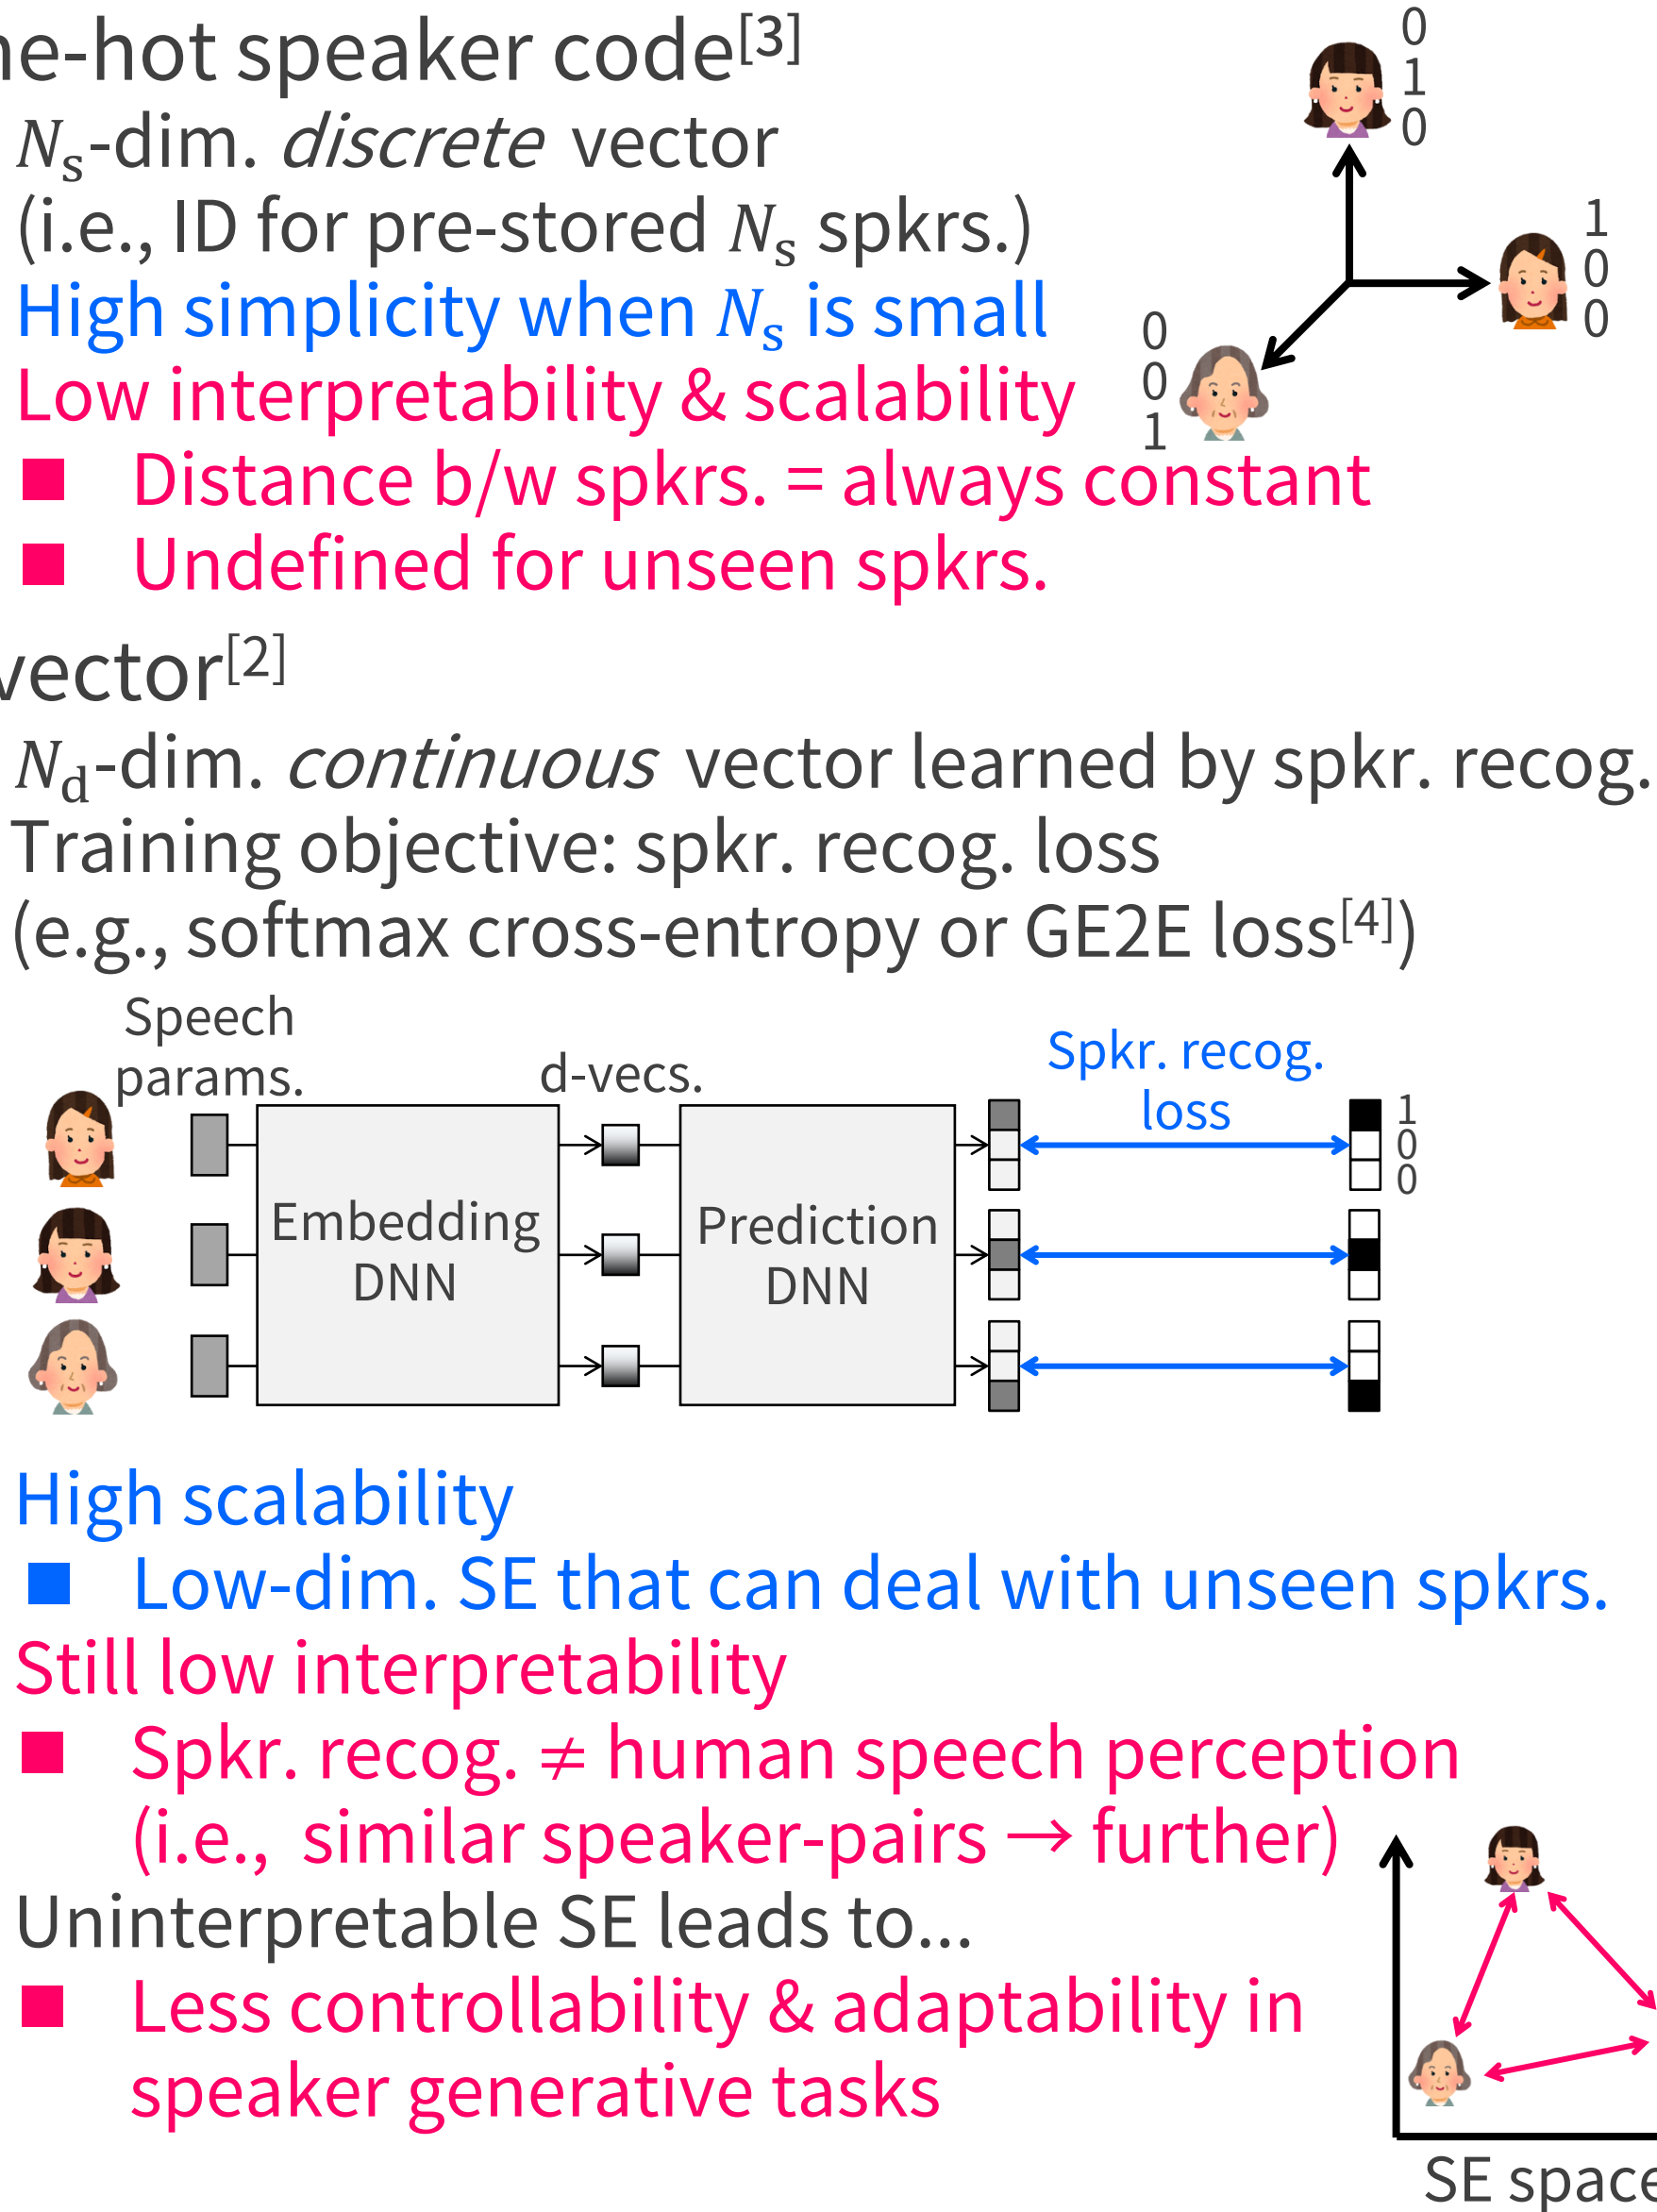 ne-hot speaker code[3]
Ns-dim. discrete vector
(i.e., ID for pre-stored Ns spkrs.)
High simplicity when Ns is small
Low interpretability & scalability
■ Distance b/w spkrs. = always constant
■ Undefined for unseen spkrs.
0
1
0
1
0
0
0
0
1
vector[2]
Nd-dim. continuous vector learned by spkr. recog.
Training objective: spkr. recog. loss
(e.g., softmax cross-entropy or GE2E loss[4])
Speech
params.
d-vecs.
Spkr. recog.
loss
Embedding
DNN
Prediction
DNN
1
0
0
High scalability
■ Low-dim. SE that can deal with unseen spkrs.
Still low interpretability
■ Spkr. recog. ≠ human speech perception
(i.e., similar speaker-pairs → further)
Uninterpretable SE leads to...
■ Less controllability & adaptability in
speaker generative tasks
SE space